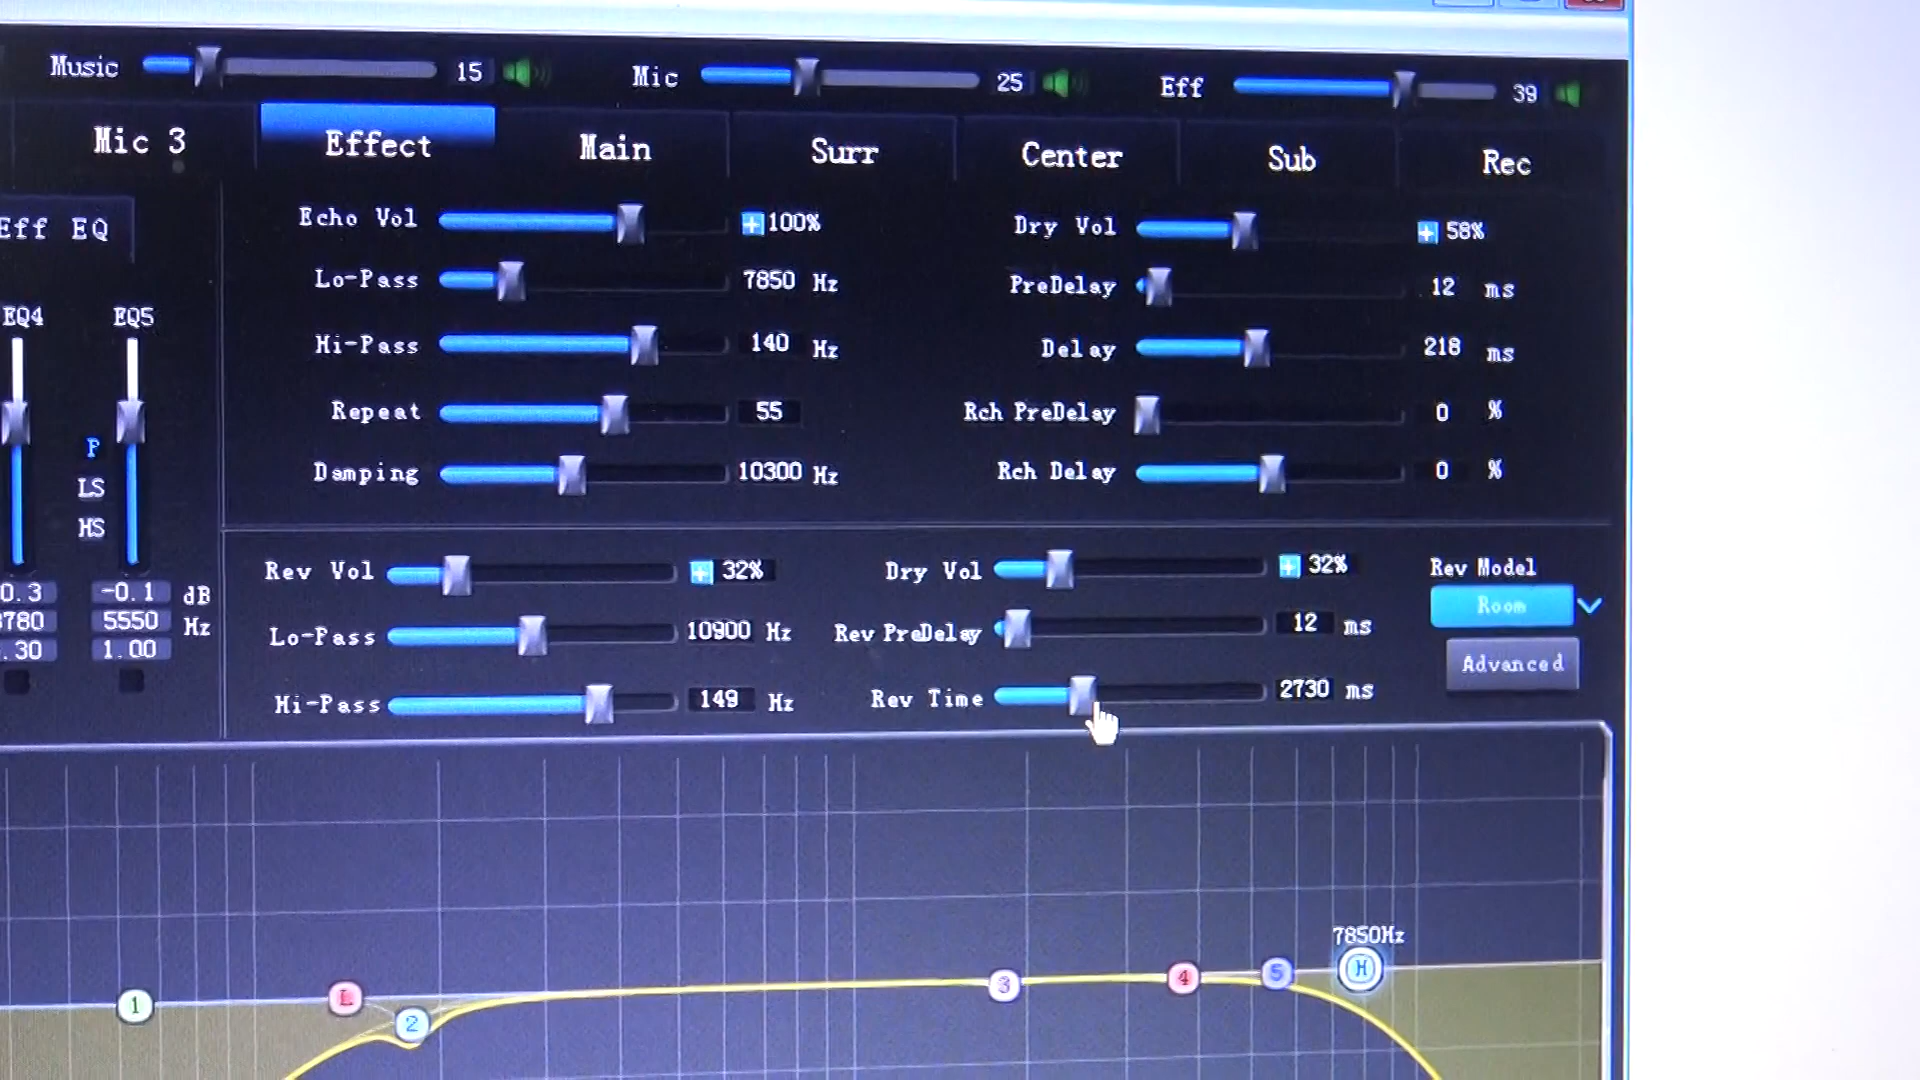 Music 15 Mic 25 Eff 39
Mic 3 Effect Main Surr Center Sub Rec
Eff EQ
EQ4 EQ5
P
LS
HS
0.3 -0.1 dB
780 5550 Hz
.30 1.00
Echo Vol 100% Dry Vol 58%
Lo-Pass 7850 Hz PreDelay 12 ms
Hi-Pass 140 Hz Delay 218 ms
Repeat 55 Rch PreDelay 0 %
Damping 10300 Hz Rch Delay 0 %
Rev Vol 32% Dry Vol 32% Rev Model
Room
Lo-Pass 10900 Hz Rev PreDelay 12 ms
Advanced
Hi-Pass 149 Hz Rev Time 2730 ms
7850Hz
1 L 2 3 4 5 H